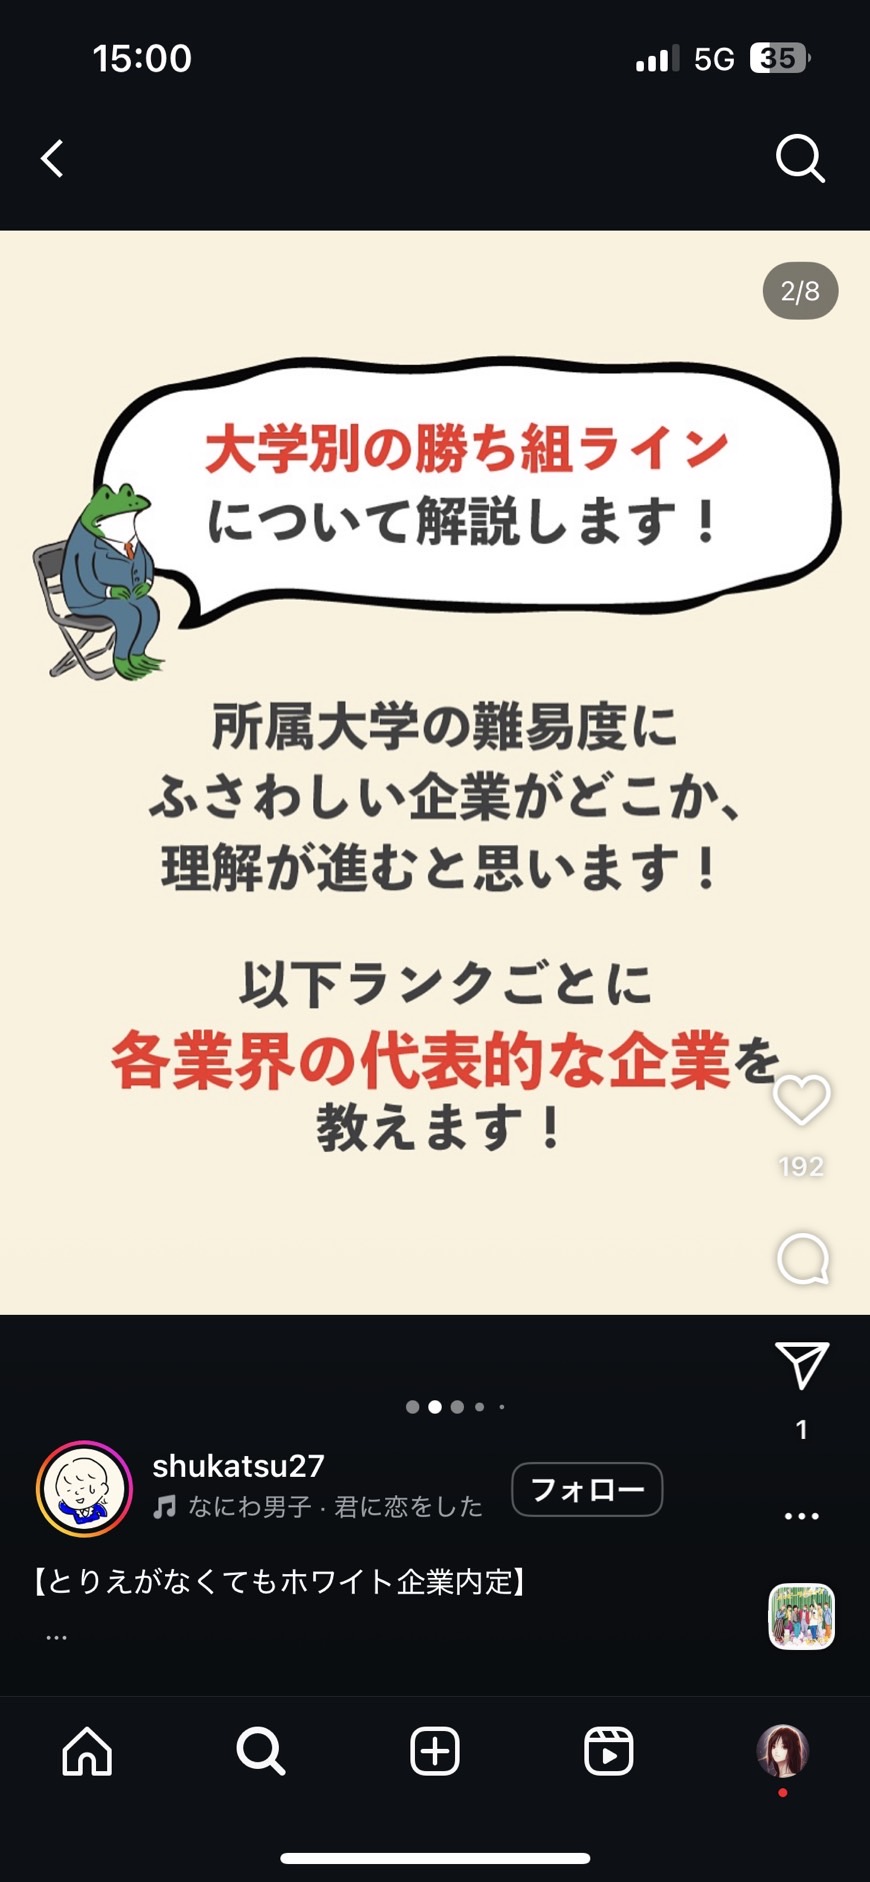 15:00
5G
35
2/8
大学別の勝ち組ライン
について解説します！
所属大学の難易度に
ふさわしい企業がどこか、
理解が進むと思います！
以下ランクごとに
各業界の代表的な企業を
教えます！
192
1
shukatsu27
なにわ男子 · 君に恋をした
フォロー
【とりえがなくてもホワイト企業内定】
...